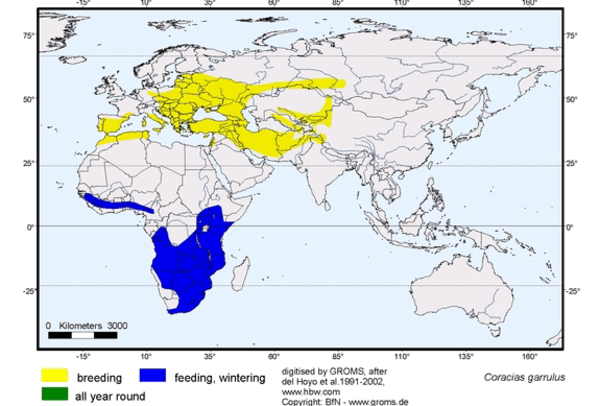 -15° 10° 35° 60° 85° 110° 135° 160°
75° 75°
50° 50°
25° 25°
0° 0°
-25° -25°
0 Kilometers 3000
-15° 10° 35° 60° 85° 110° 135° 160°
breeding
feeding, wintering
all year round
digitised by GROMS, after
del Hoyo et al.1991-2002,
www.hbw.com
Copyright: BfN - www.groms.de
Coracias garrulus